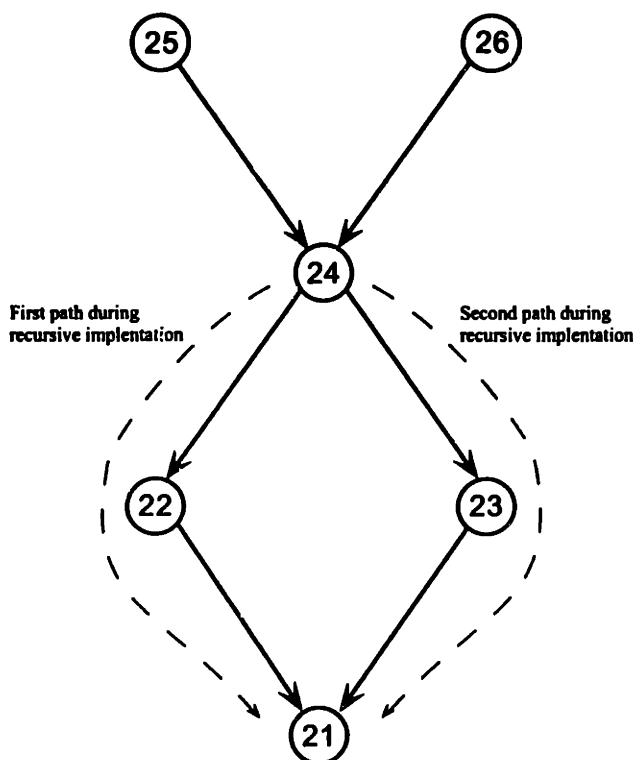 25
26
24
First path during
recursive implentation
Second path during
recursive implentation
22
23
21